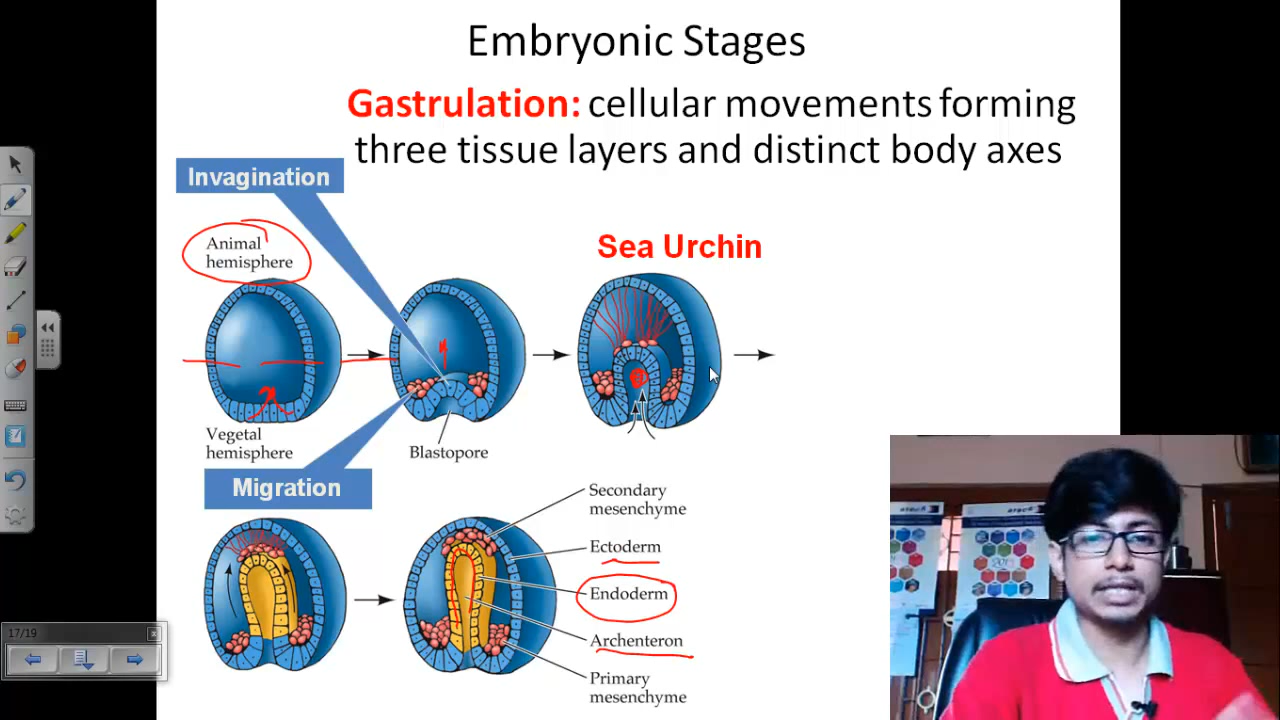 Embryonic Stages
Gastrulation: cellular movements forming
three tissue layers and distinct body axes
Invagination
Animal
hemisphere
Sea Urchin
Vegetal
hemisphere
Blastopore
Migration
Secondary
mesenchyme
Ectoderm
Endoderm
Archenteron
Primary
mesenchyme
17/19